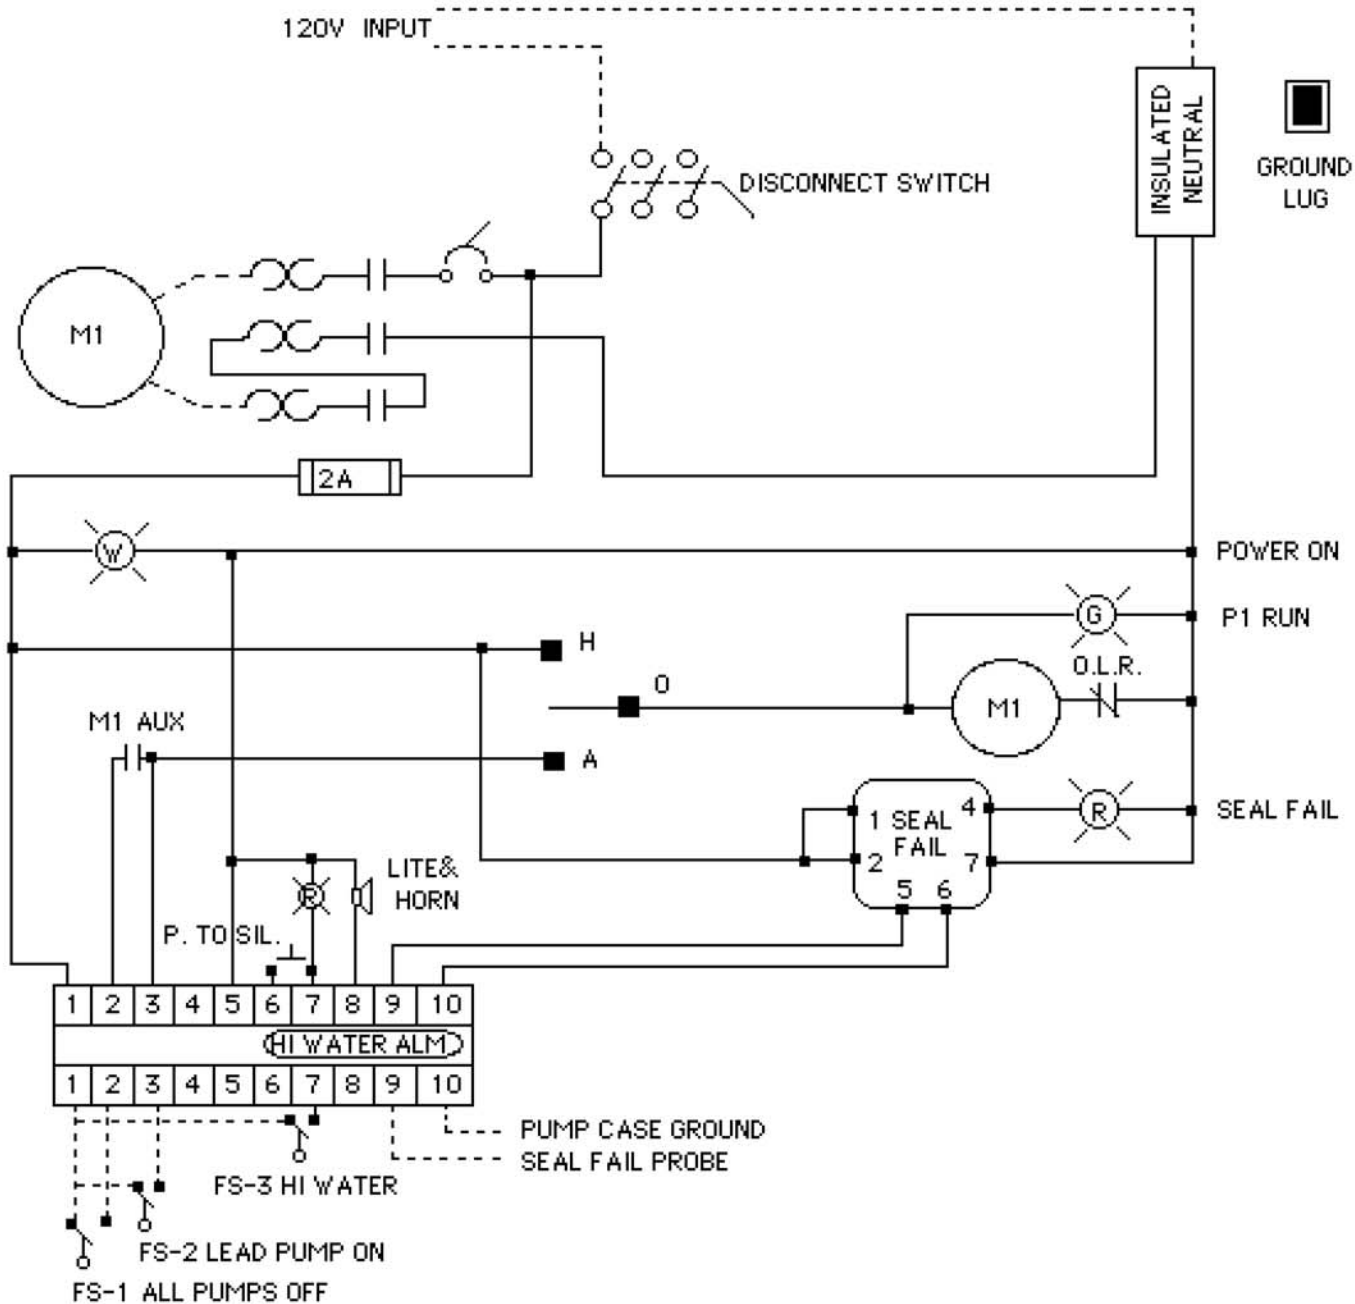 120V INPUT
INSULATED
NEUTRAL
GROUND
LUG
DISCONNECT SWITCH
M1
2A
W
POWER ON
G
P1 RUN
H
O
O.L.R.
M1
M1 AUX
A
1 SEAL 4
FAIL
2 7
5 6
R
SEAL FAIL
LITE&
HORN
R
P. TO SIL.
1 2 3 4 5 6 7 8 9 10
HI WATER ALM
1 2 3 4 5 6 7 8 9 10
PUMP CASE GROUND
SEAL FAIL PROBE
FS-3 HI WATER
FS-2 LEAD PUMP ON
FS-1 ALL PUMPS OFF